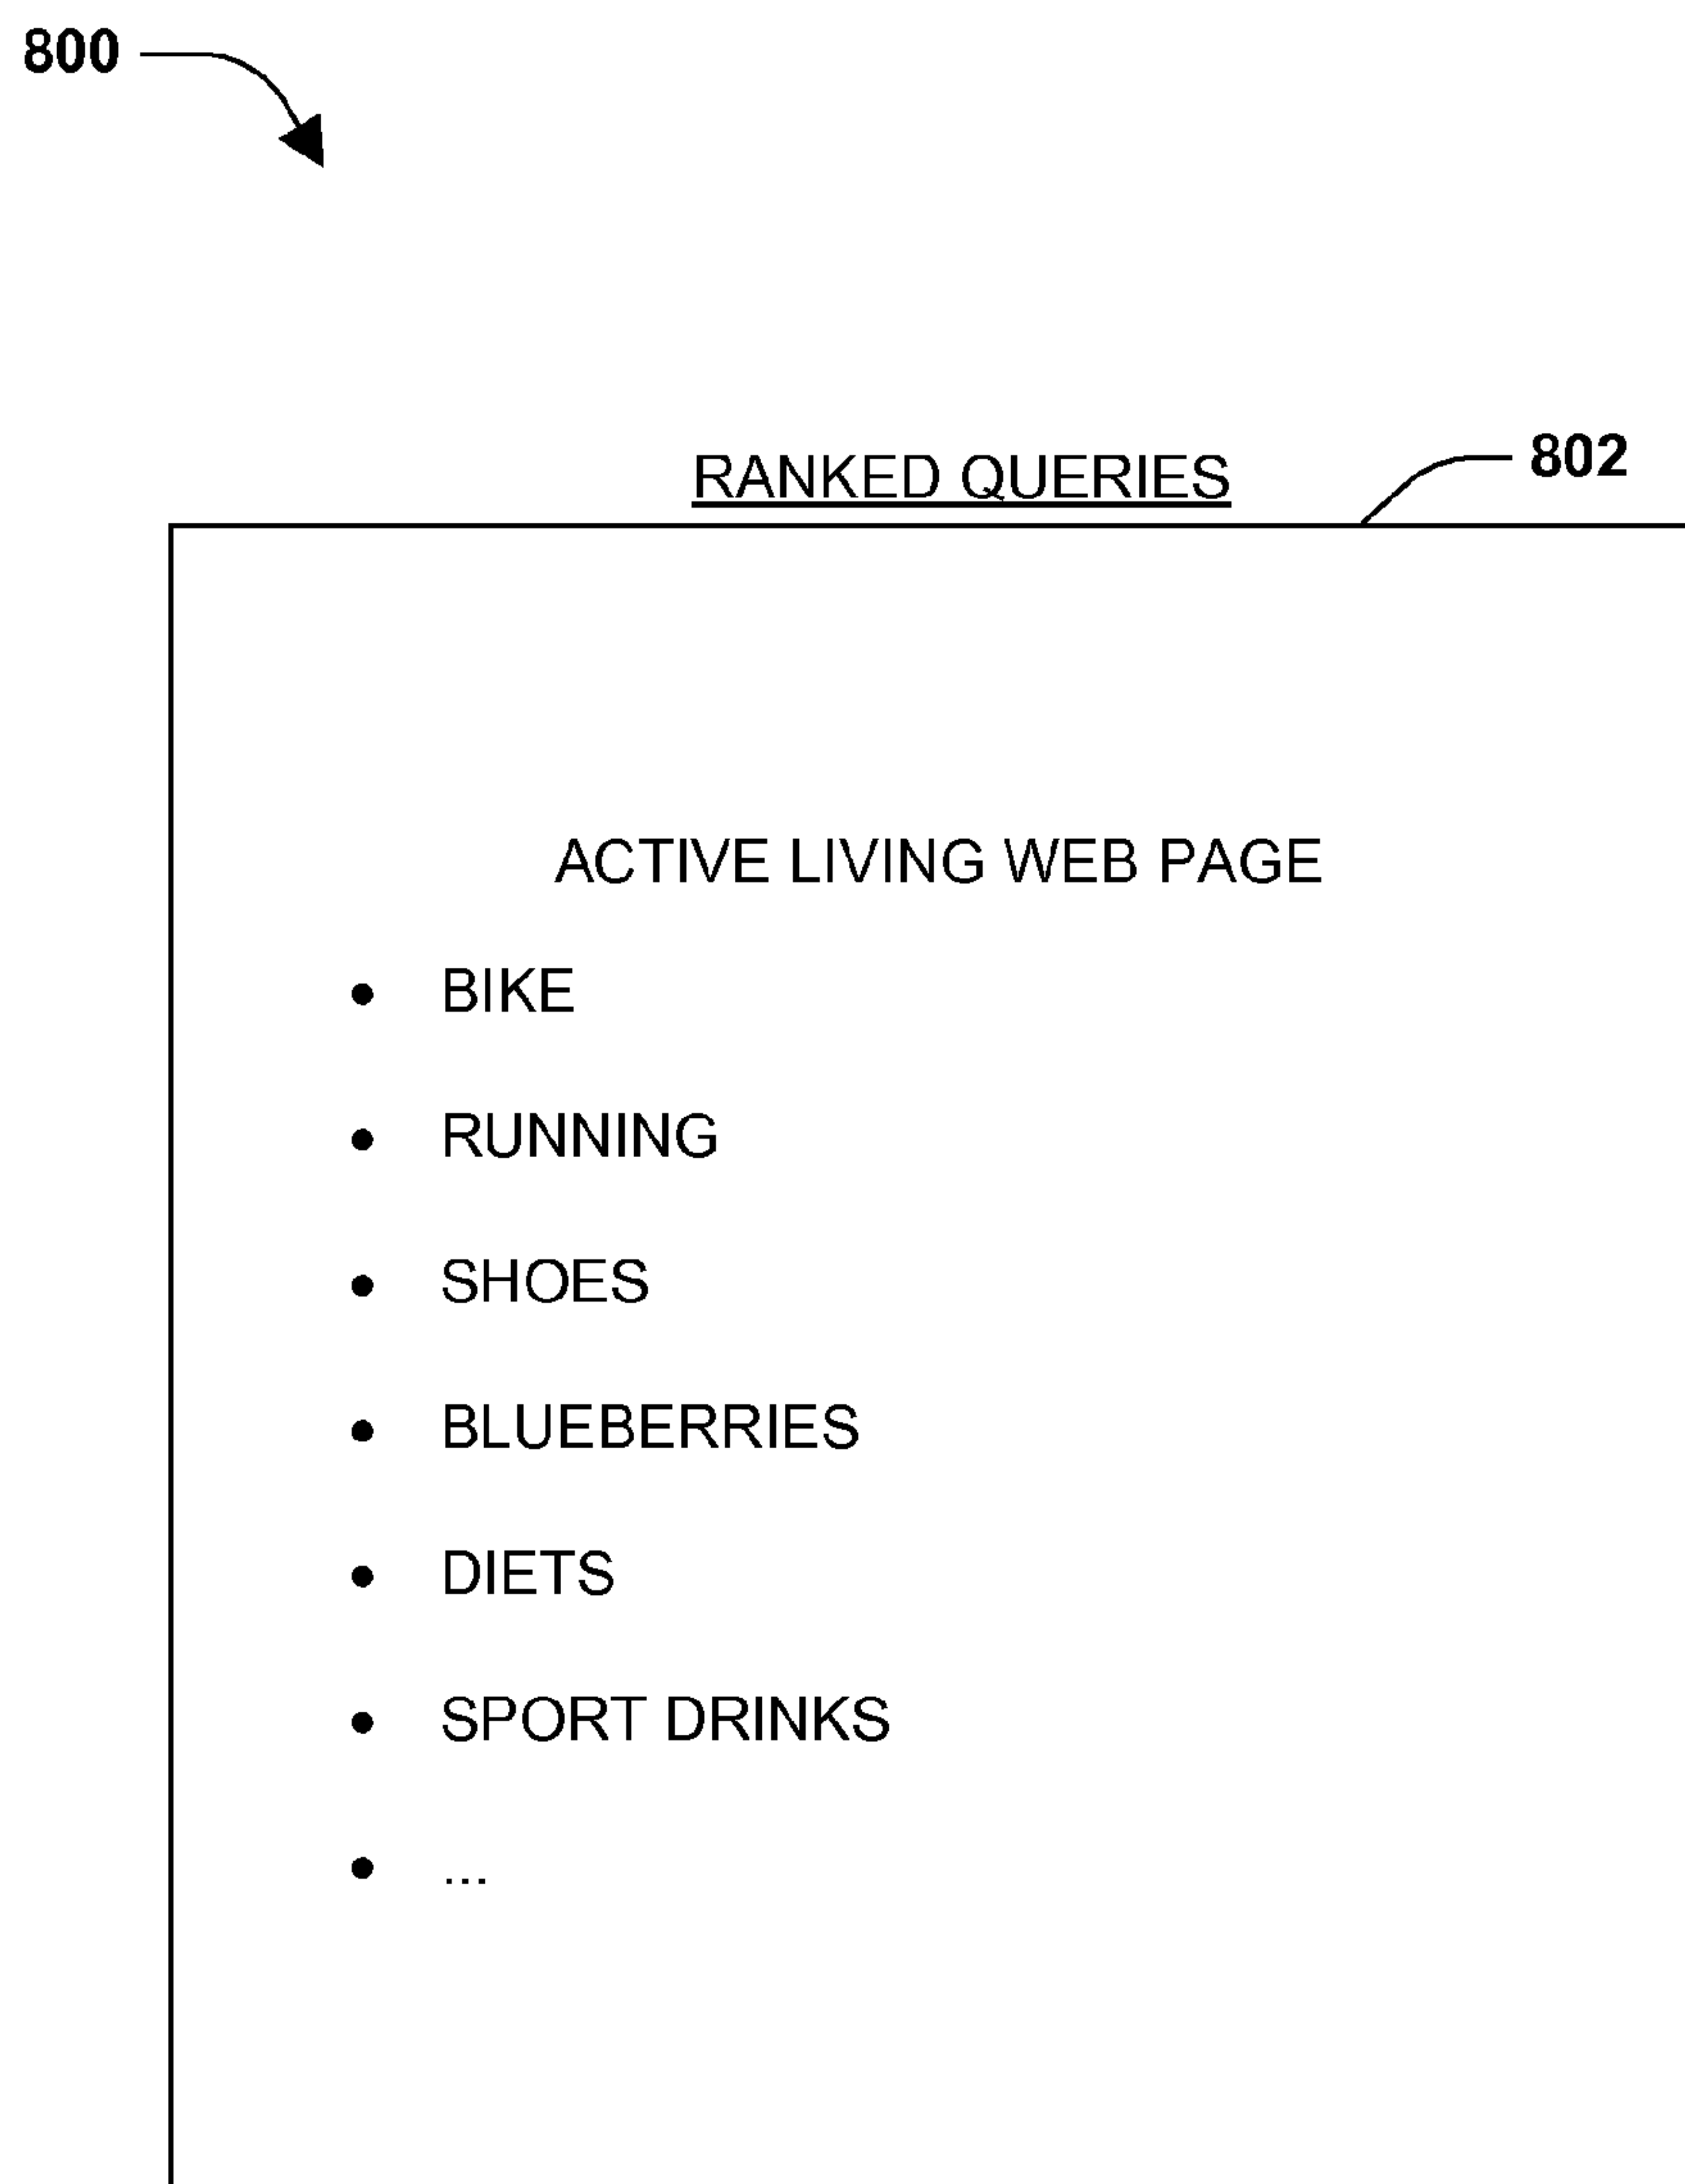 800
RANKED QUERIES
802
ACTIVE LIVING WEB PAGE
• BIKE
• RUNNING
• SHOES
• BLUEBERRIES
• DIETS
• SPORT DRINKS
• ...